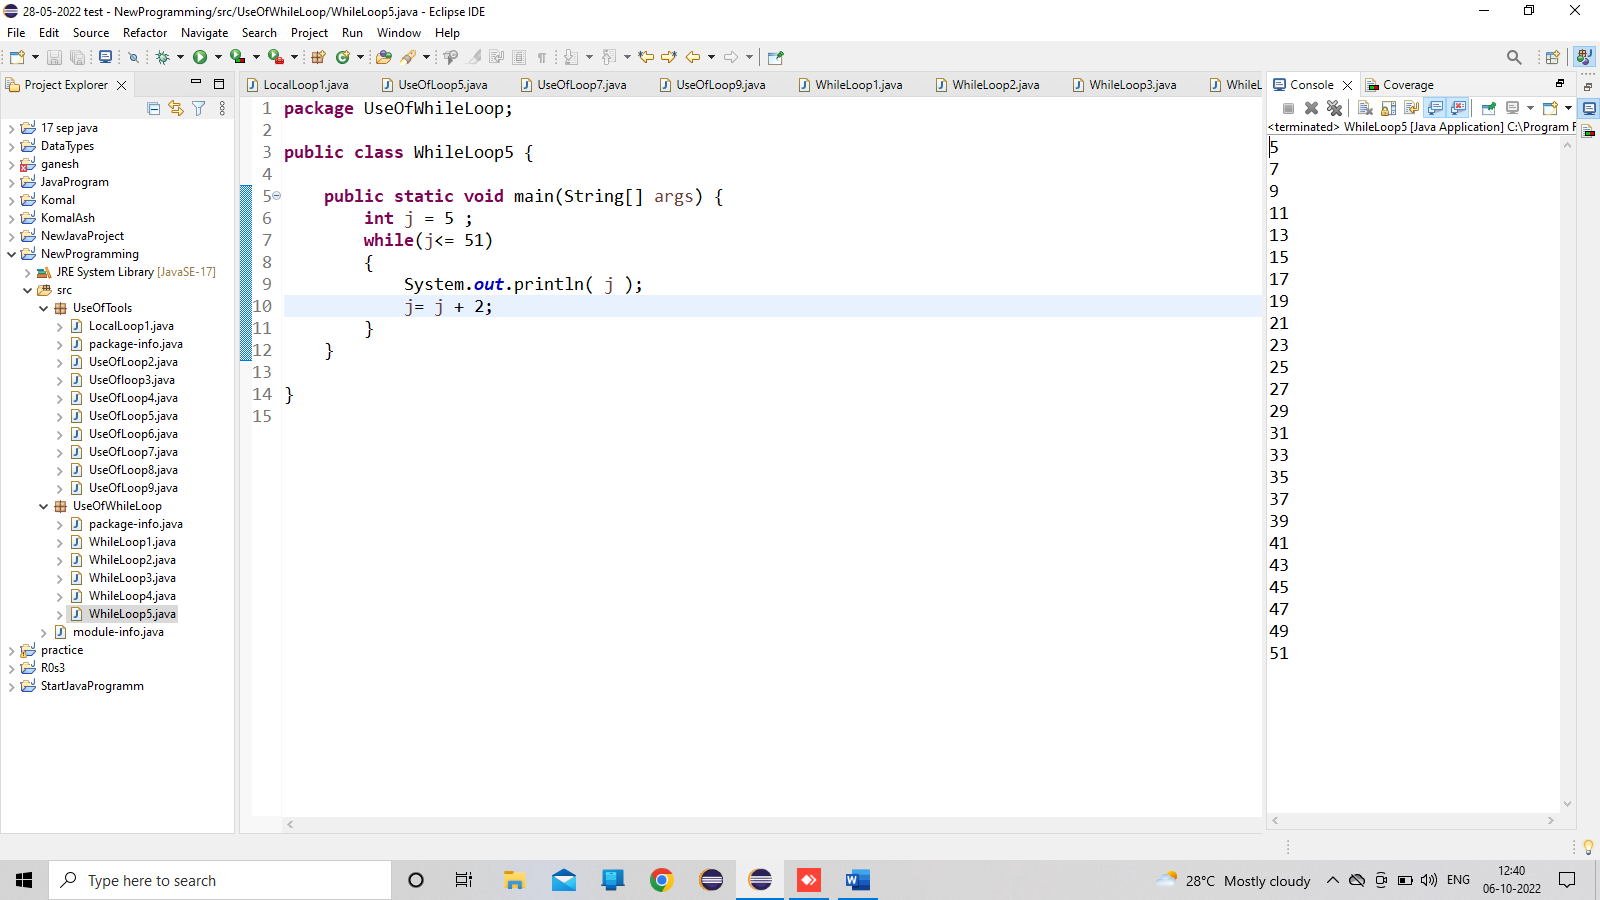 28-05-2022 test - NewProgramming/src/UseOfWhileLoop/WhileLoop5.java - Eclipse IDE
File Edit Source Refactor Navigate Search Project Run Window Help
Project Explorer
17 sep java
DataTypes
ganesh
JavaProgram
Komal
KomalAsh
NewJavaProject
NewProgramming
JRE System Library [JavaSE-17]
src
UseOfTools
LocalLoop1.java
package-info.java
UseOfLoop2.java
UseOfloop3.java
UseOfLoop4.java
UseOfLoop5.java
UseOfLoop6.java
UseOfLoop7.java
UseOfLoop8.java
UseOfLoop9.java
UseOfWhileLoop
package-info.java
WhileLoop1.java
WhileLoop2.java
WhileLoop3.java
WhileLoop4.java
WhileLoop5.java
module-info.java
practice
R0s3
StartJavaProgramm
LocalLoop1.java UseOfLoop5.java UseOfLoop7.java UseOfLoop9.java WhileLoop1.java WhileLoop2.java WhileLoop3.java WhileL
1 package UseOfWhileLoop;
2
3 public class WhileLoop5 {
4
5 public static void main(String[] args) {
6 int j = 5 ;
7 while(j<= 51)
8 {
9 System.out.println( j );
10 j= j + 2;
11 }
12 }
13
14 }
15
Console Coverage
<terminated> WhileLoop5 [Java Application] C:\Program F
5
7
9
11
13
15
17
19
21
23
25
27
29
31
33
35
37
39
41
43
45
47
49
51
Type here to search
28°C Mostly cloudy
ENG
12:40
06-10-2022